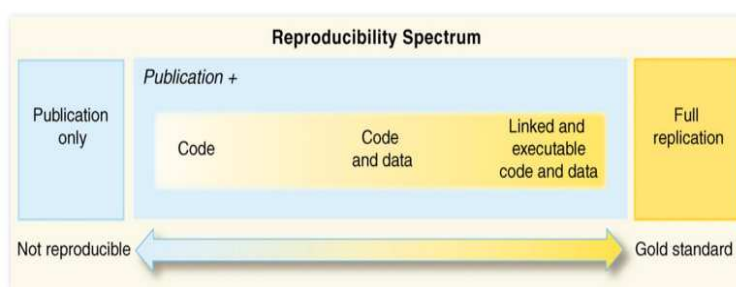 Reproducibility Spectrum
Publication
only
Publication +
Code
Code
and data
Linked and
executable
code and data
Full
replication
Not reproducible
Gold standard